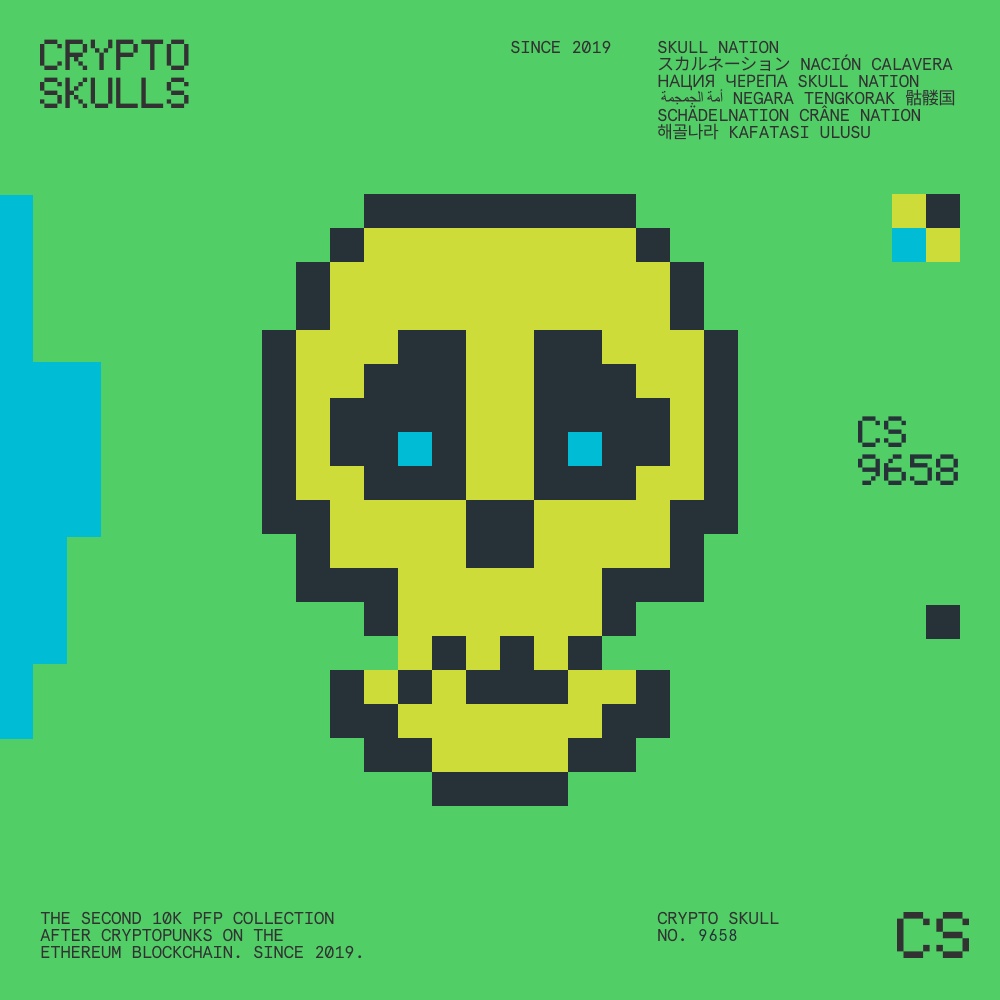 CRYPTO
SKULLS
SINCE 2019
SKULL NATION
スカルネーション NACIÓN CALAVERA
НАЦИЯ ЧЕРЕПА SKULL NATION
أمة الجمجمة NEGARA TENGKORAK 骷髅国
SCHÄDELNATION CRÂNE NATION
해골나라 KAFATASI ULUSU
CS
9658
THE SECOND 10K PFP COLLECTION
AFTER CRYPTOPUNKS ON THE
ETHEREUM BLOCKCHAIN. SINCE 2019.
CRYPTO SKULL
NO. 9658
CS